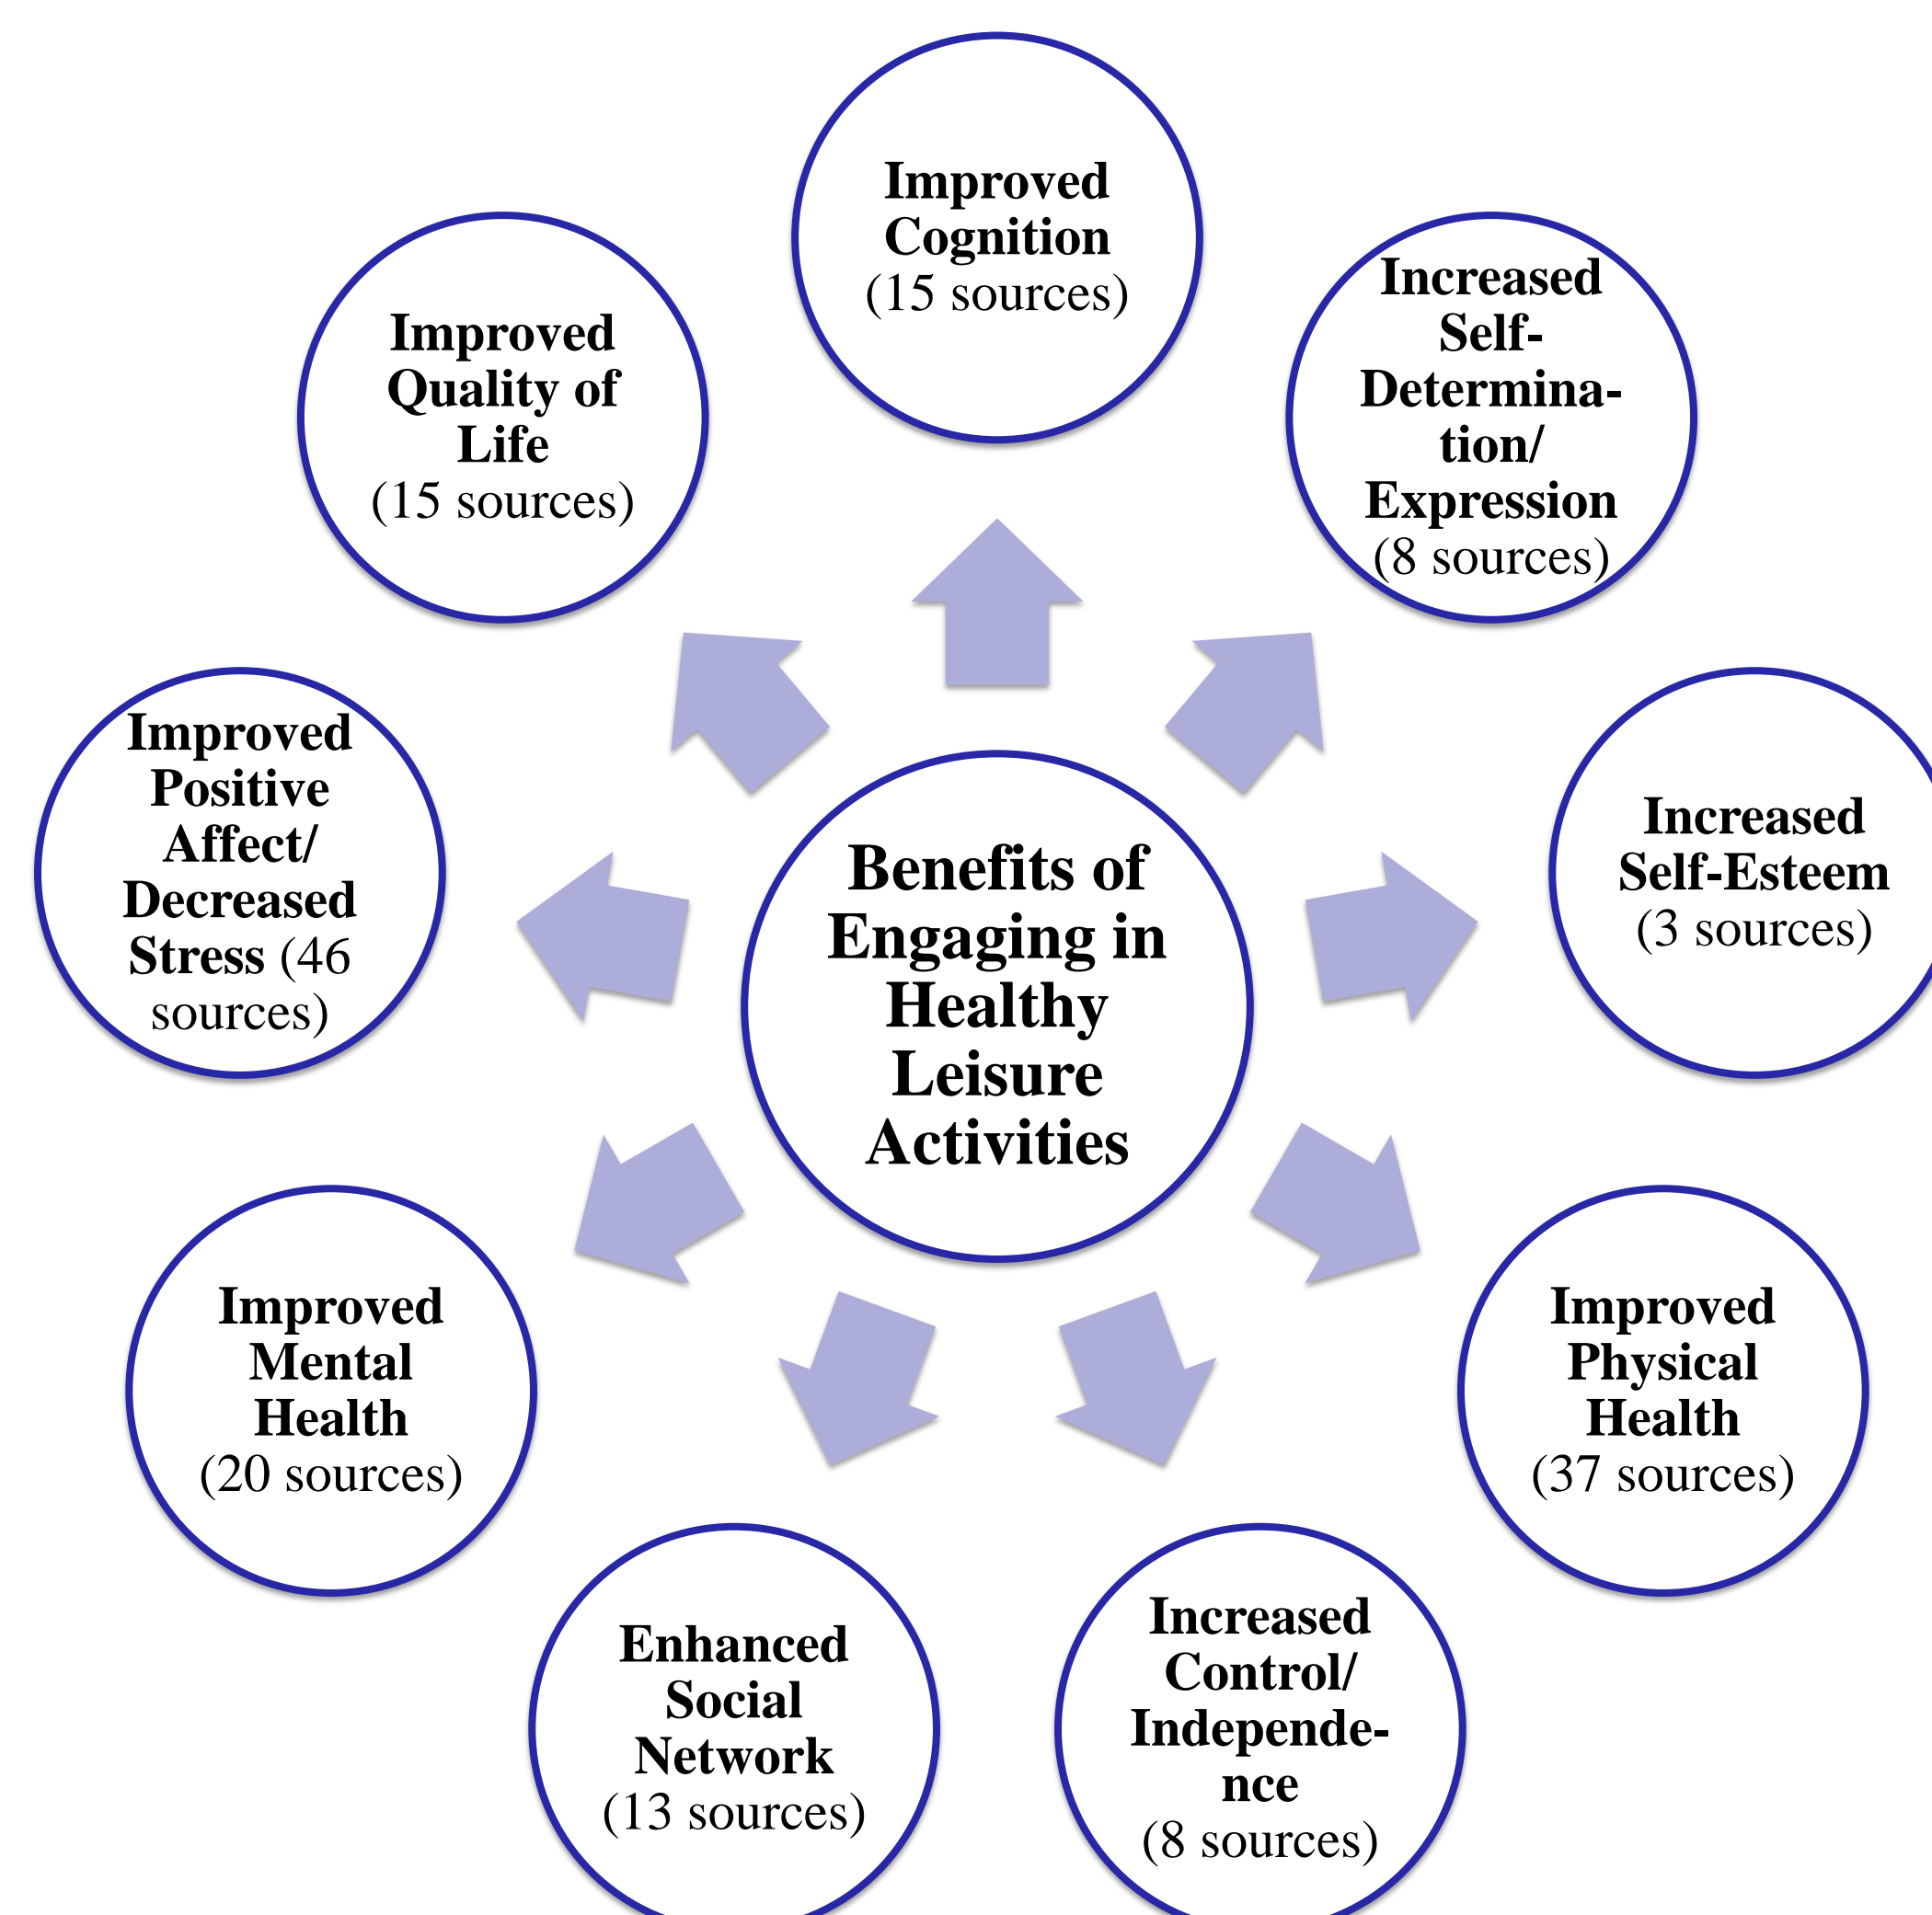 Improved
Cognition
(15 sources)
Increased
Self-
Determina-
tion/
Expression
(8 sources)
Increased
Self-Esteem
(3 sources)
Improved
Physical
Health
(37 sources)
Increased
Control/
Independe-
nce
(8 sources)
Enhanced
Social
Network
(13 sources)
Improved
Mental
Health
(20 sources)
Improved
Positive
Affect/
Decreased
Stress (46
sources)
Improved
Quality of
Life
(15 sources)
Benefits of
Engaging in
Healthy
Leisure
Activities